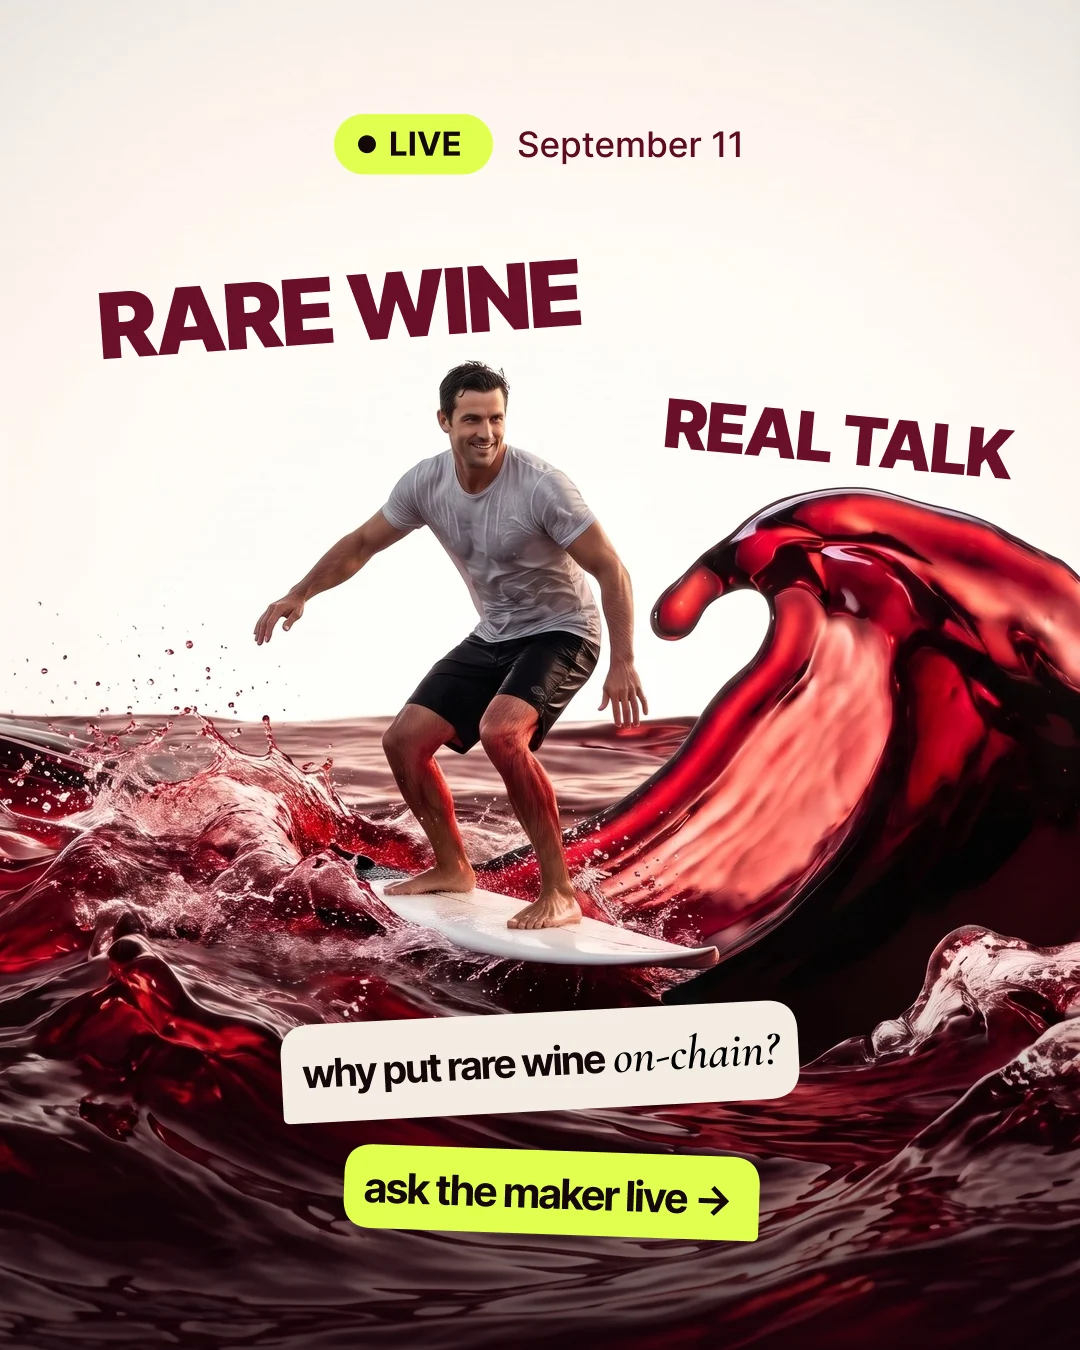 LIVE
September 11
RARE WINE
REAL TALK
why put rare wine on-chain?
ask the maker live →